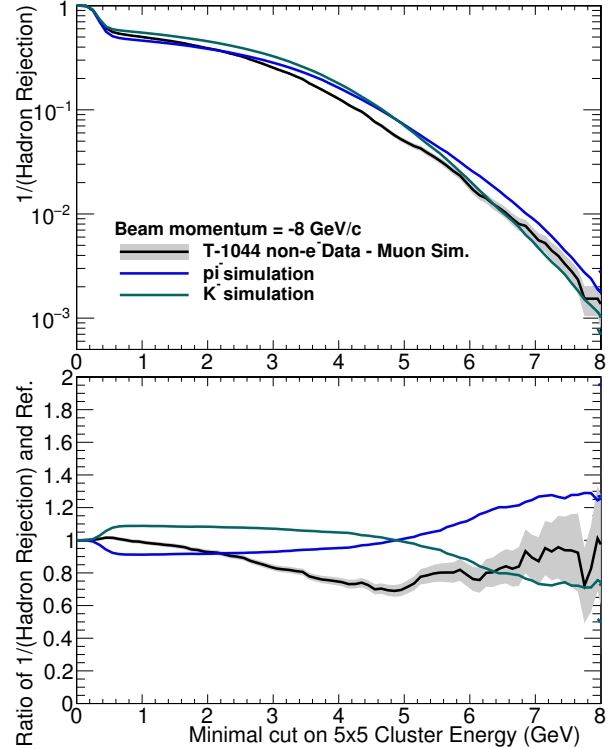 1/(Hadron Rejection)
1
10⁻¹
10⁻²
10⁻³
Beam momentum = -8 GeV/c
T-1044 non-e⁻Data - Muon Sim.
pi⁻simulation
K⁻simulation
0 1 2 3 4 5 6 7 8
Ratio of 1/(Hadron Rejection) and Ref.
2
1.8
1.6
1.4
1.2
1
0.8
0.6
0.4
0.2
0
0 1 2 3 4 5 6 7 8
Minimal cut on 5x5 Cluster Energy (GeV)